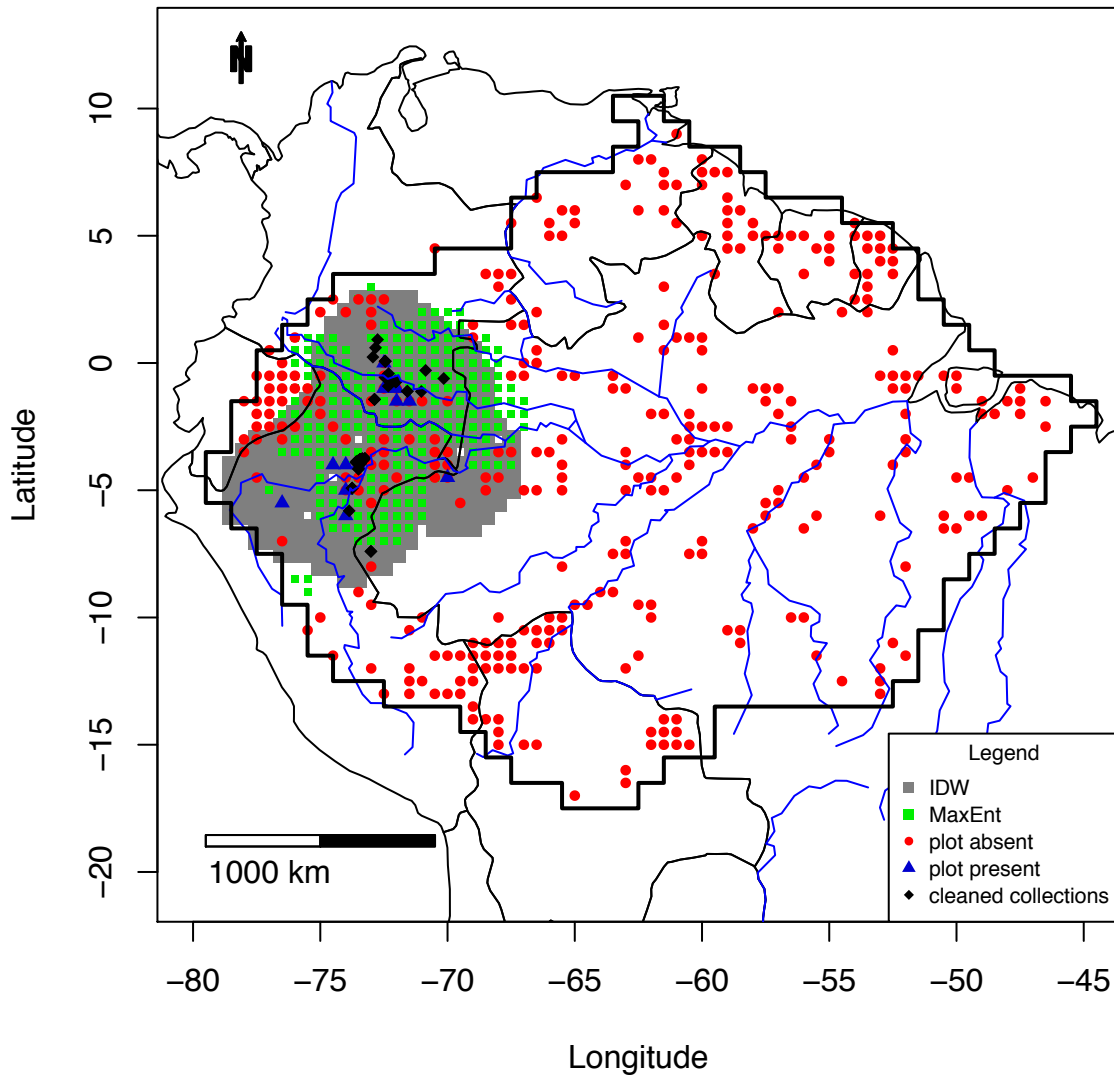 N
Latitude
10
5
0
−5
−10
−15
−20
1000 km
Legend
IDW
MaxEnt
plot absent
plot present
cleaned collections
−80
−75
−70
−65
−60
−55
−50
−45
Longitude